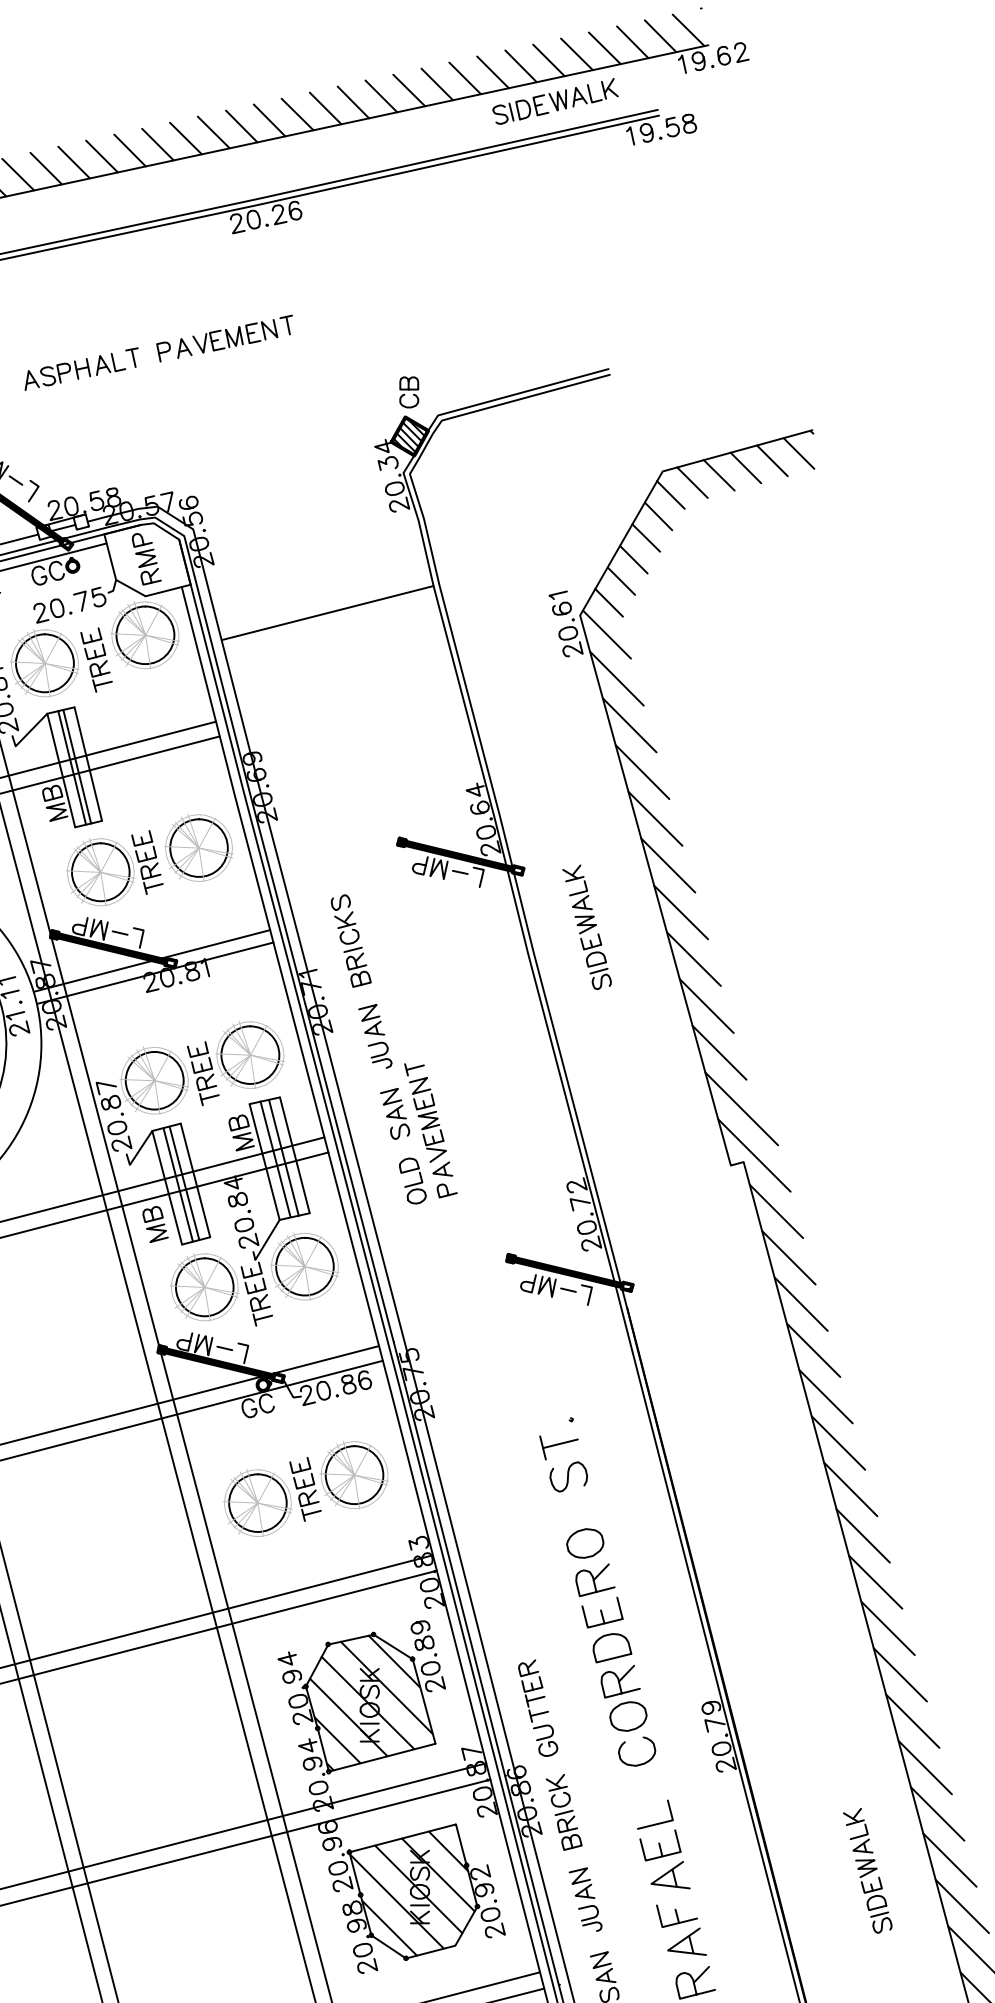 19.62
SIDEWALK
19.58
20.26
ASPHALT PAVEMENT
CB
20.34
20.58
20.57
20.56
GC
RMP
20.75
TREE
20.61
MB
20.69
20.64
TREE
L-MP
L-MP
SIDEWALK
20.81
20.87
21.11
20.71
OLD SAN JUAN BRICKS
PAVEMENT
TREE
20.87
MB
MB
20.84
20.72
TREE
L-MP
L-MP
20.86
GC
20.75
TREE
RAFAEL CORDERO ST.
20.83
20.89
20.94
KIOSK
20.94
20.87
20.86
20.79
SAN JUAN BRICK GUTTER
SIDEWALK
20.96
KIOSK
20.98
20.92